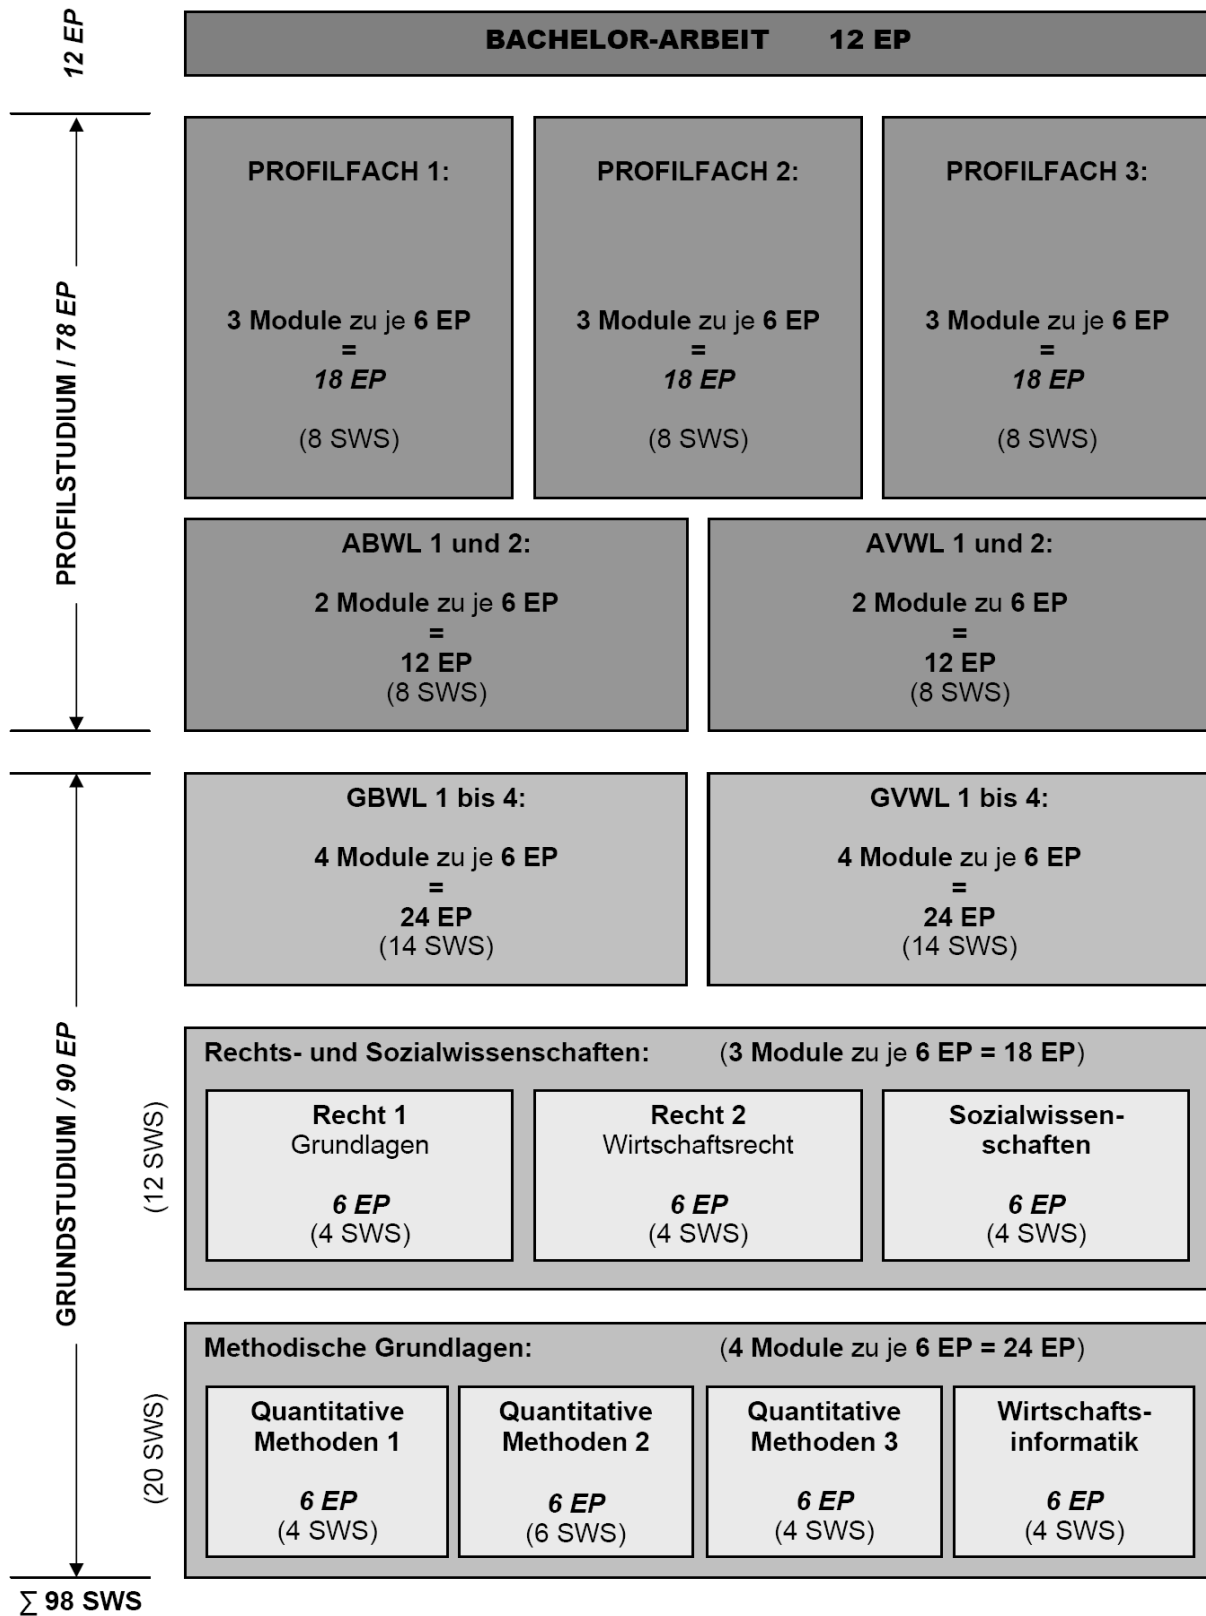 12 EP
BACHELOR-ARBEIT 12 EP
PROFILSTUDIUM / 78 EP
PROFILFACH 1:
3 Module zu je 6 EP
=
18 EP
(8 SWS)
PROFILFACH 2:
3 Module zu je 6 EP
=
18 EP
(8 SWS)
PROFILFACH 3:
3 Module zu je 6 EP
=
18 EP
(8 SWS)
ABWL 1 und 2:
2 Module zu je 6 EP
=
12 EP
(8 SWS)
AVWL 1 und 2:
2 Module zu 6 EP
=
12 EP
(8 SWS)
GRUNDSTUDIUM / 90 EP
GBWL 1 bis 4:
4 Module zu je 6 EP
=
24 EP
(14 SWS)
GVWL 1 bis 4:
4 Module zu je 6 EP
=
24 EP
(14 SWS)
(12 SWS)
Rechts- und Sozialwissenschaften: (3 Module zu je 6 EP = 18 EP)
Recht 1
Grundlagen
6 EP
(4 SWS)
Recht 2
Wirtschaftsrecht
6 EP
(4 SWS)
Sozialwissen-
schaften
6 EP
(4 SWS)
(20 SWS)
Methodische Grundlagen: (4 Module zu je 6 EP = 24 EP)
Quantitative
Methoden 1
6 EP
(4 SWS)
Quantitative
Methoden 2
6 EP
(6 SWS)
Quantitative
Methoden 3
6 EP
(4 SWS)
Wirtschafts-
informatik
6 EP
(4 SWS)
∑ 98 SWS